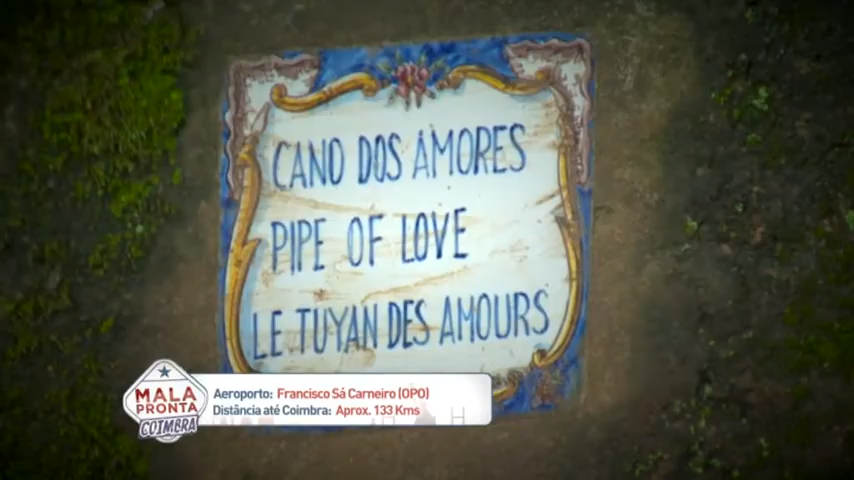 CANO DOS AMORES
PIPE OF LOVE
LE TUYAN DES AMOURS
MALA
PRONTA
COIMBRA
Aeroporto: Francisco Sá Carneiro (OPO)
Distância até Coimbra: Aprox. 133 Kms